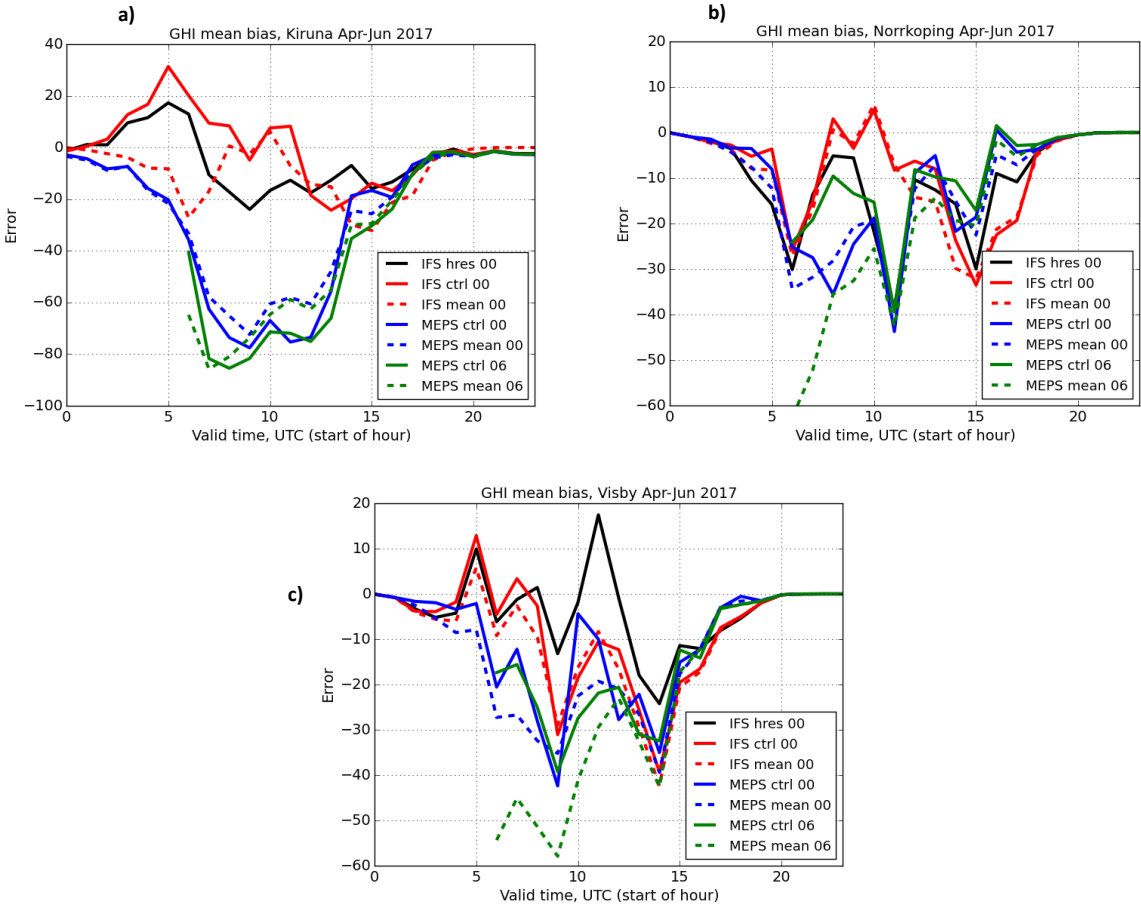 a)
GHI mean bias, Kiruna Apr-Jun 2017
40
20
0
−20
−40
−60
−80
−100
Error
0 5 10 15 20
Valid time, UTC (start of hour)
IFS hres 00
IFS ctrl 00
IFS mean 00
MEPS ctrl 00
MEPS mean 00
MEPS ctrl 06
MEPS mean 06
b)
GHI mean bias, Norrkoping Apr-Jun 2017
20
10
0
−10
−20
−30
−40
−50
−60
Error
0 5 10 15 20
Valid time, UTC (start of hour)
IFS hres 00
IFS ctrl 00
IFS mean 00
MEPS ctrl 00
MEPS mean 00
MEPS ctrl 06
MEPS mean 06
c)
GHI mean bias, Visby Apr-Jun 2017
20
10
0
−10
−20
−30
−40
−50
−60
Error
0 5 10 15 20
Valid time, UTC (start of hour)
IFS hres 00
IFS ctrl 00
IFS mean 00
MEPS ctrl 00
MEPS mean 00
MEPS ctrl 06
MEPS mean 06